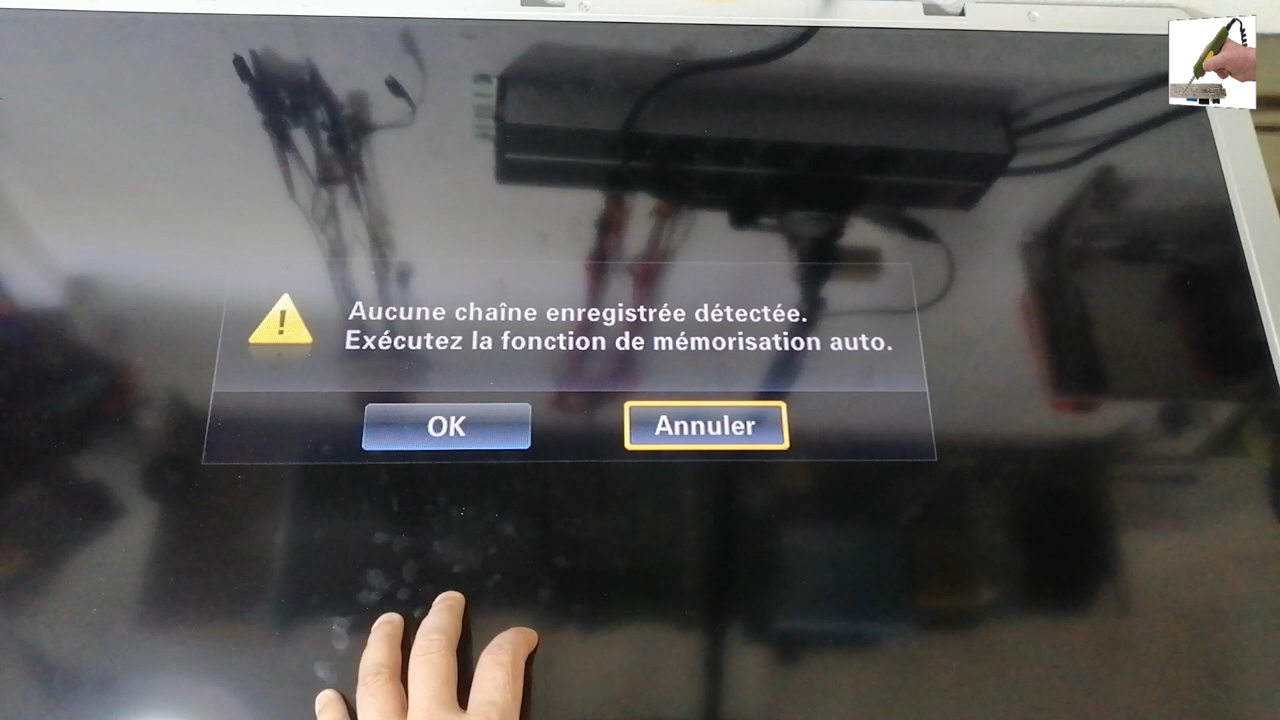 Aucune chaîne enregistrée détectée.
Exécutez la fonction de mémorisation auto.
OK
Annuler